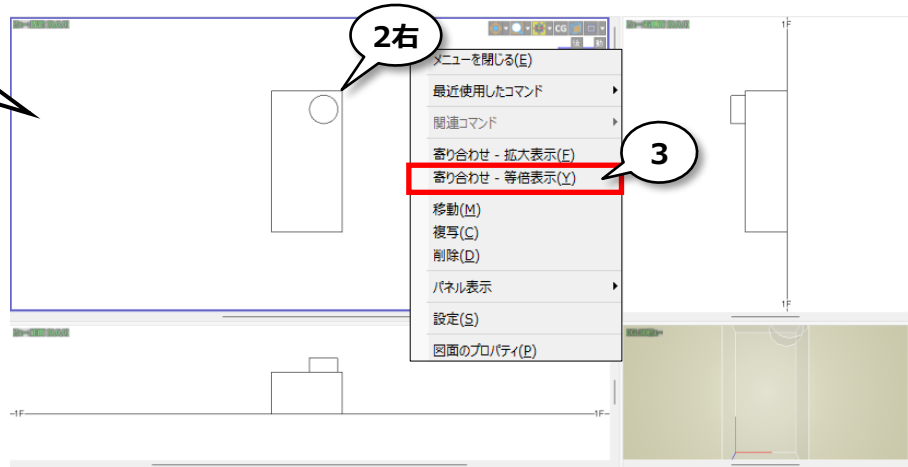 2右
CG
メニューを閉じる(E)
最近使用したコマンド
関連コマンド
寄り合わせ - 拡大表示(F)
寄り合わせ - 等倍表示(Y)
3
移動(M)
複写(C)
削除(D)
パネル表示
設定(S)
図面のプロパティ(P)
1F
1F
-1F
1F-